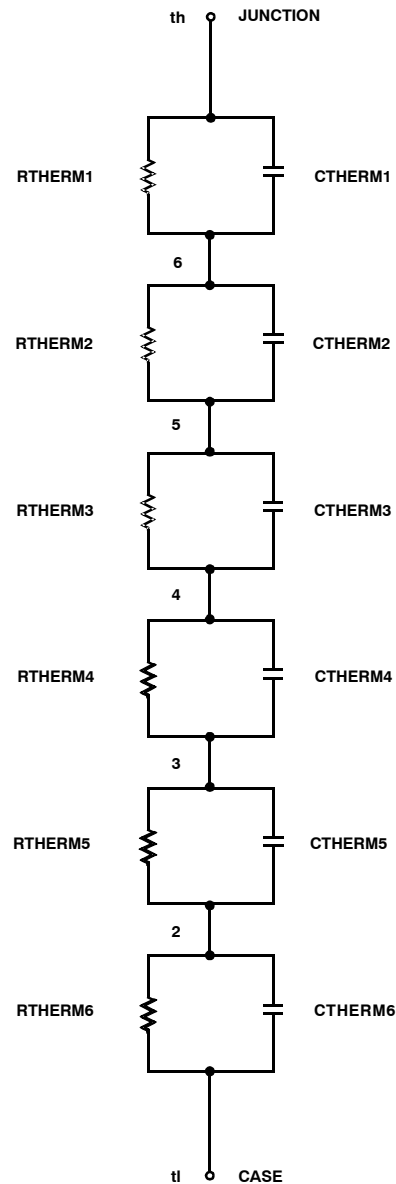 th JUNCTION
RTHERM1 CTHERM1
6
RTHERM2 CTHERM2
5
RTHERM3 CTHERM3
4
RTHERM4 CTHERM4
3
RTHERM5 CTHERM5
2
RTHERM6 CTHERM6
tl CASE